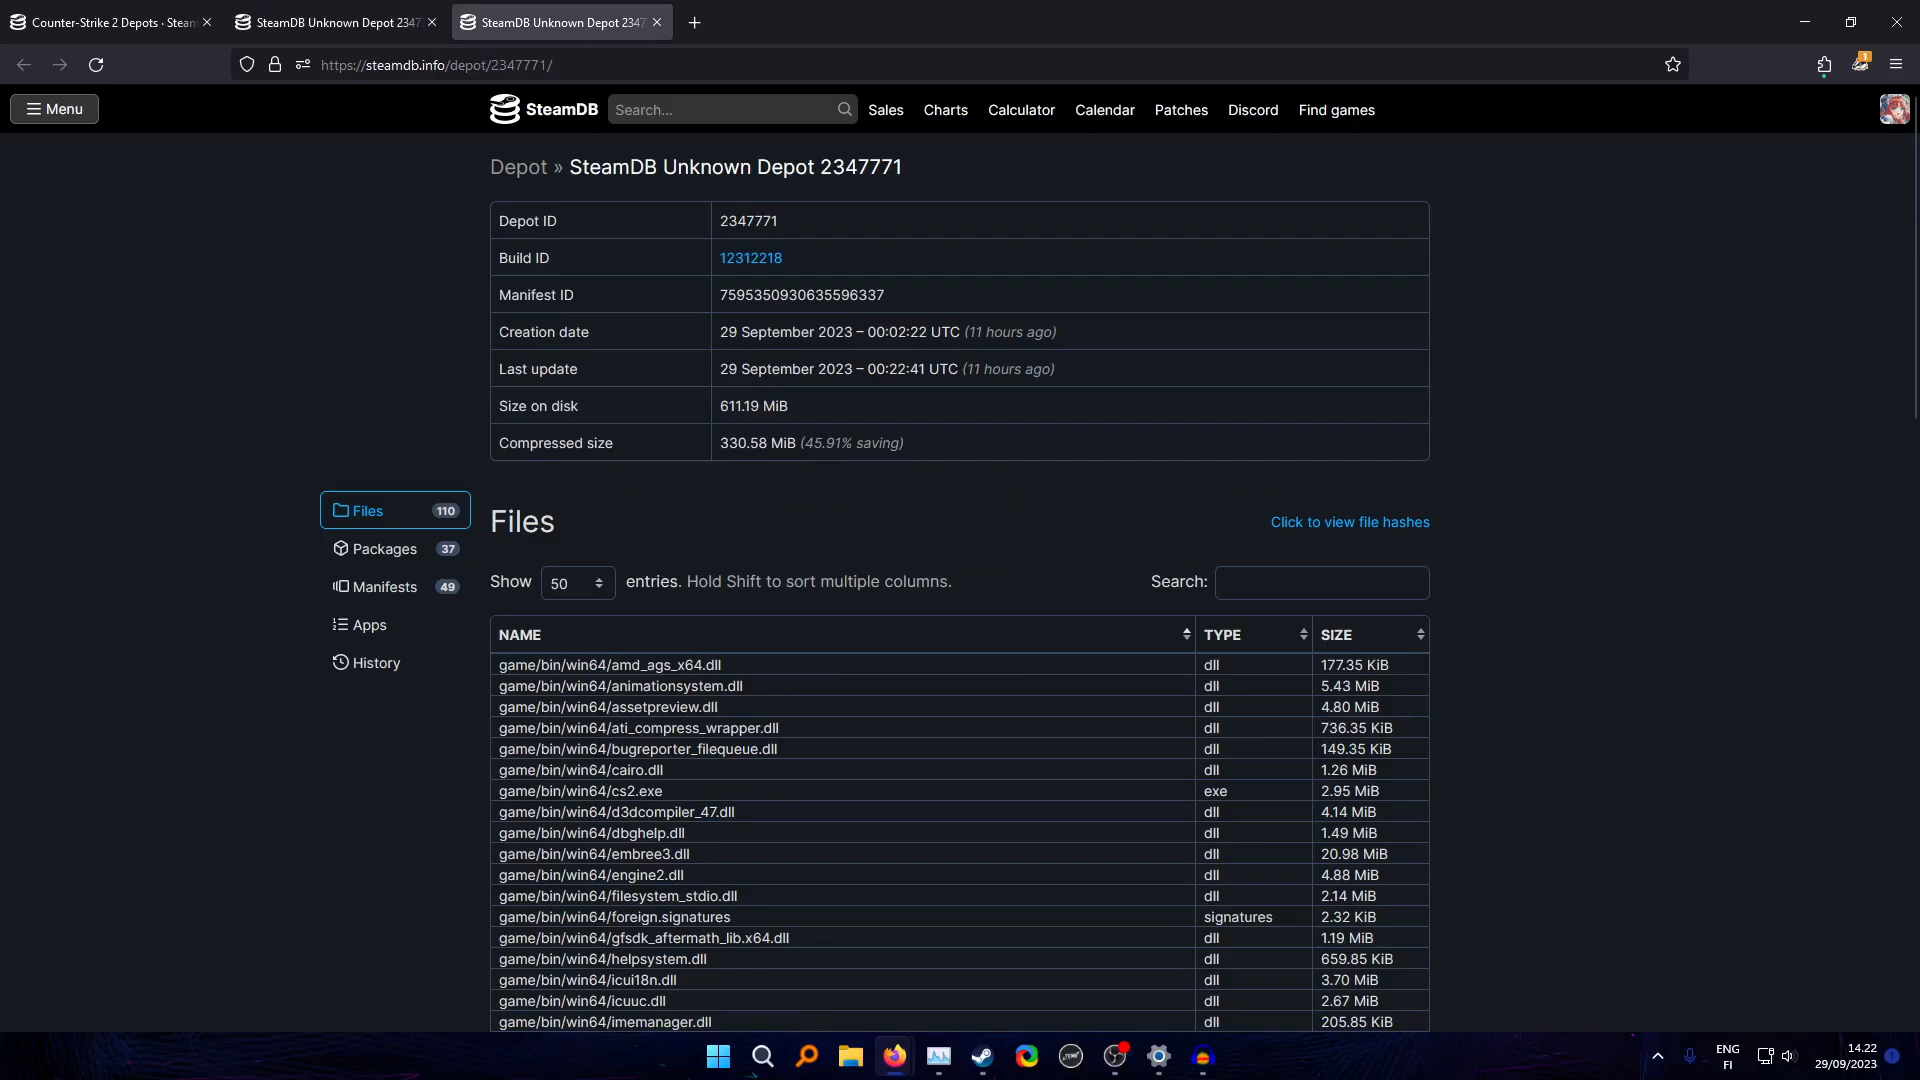 Counter-Strike 2 Depots · Steam
SteamDB Unknown Depot 2347
SteamDB Unknown Depot 2347
https://steamdb.info/depot/2347771/
1
Menu
SteamDB
Search...
Sales
Charts
Calculator
Calendar
Patches
Discord
Find games
Depot » SteamDB Unknown Depot 2347771
Depot ID 2347771
Build ID 12312218
Manifest ID 7595350930635596337
Creation date 29 September 2023 – 00:02:22 UTC (11 hours ago)
Last update 29 September 2023 – 00:22:41 UTC (11 hours ago)
Size on disk 611.19 MiB
Compressed size 330.58 MiB (45.91% saving)
Files 110
Packages 37
Manifests 49
Apps
History
Files
Click to view file hashes
Show 50 entries. Hold Shift to sort multiple columns.
Search:
NAME TYPE SIZE
game/bin/win64/amd_ags_x64.dll dll 177.35 KiB
game/bin/win64/animationsystem.dll dll 5.43 MiB
game/bin/win64/assetpreview.dll dll 4.80 MiB
game/bin/win64/ati_compress_wrapper.dll dll 736.35 KiB
game/bin/win64/bugreporter_filequeue.dll dll 149.35 KiB
game/bin/win64/cairo.dll dll 1.26 MiB
game/bin/win64/cs2.exe exe 2.95 MiB
game/bin/win64/d3dcompiler_47.dll dll 4.14 MiB
game/bin/win64/dbghelp.dll dll 1.49 MiB
game/bin/win64/embree3.dll dll 20.98 MiB
game/bin/win64/engine2.dll dll 4.88 MiB
game/bin/win64/filesystem_stdio.dll dll 2.14 MiB
game/bin/win64/foreign.signatures signatures 2.32 KiB
game/bin/win64/gfsdk_aftermath_lib.x64.dll dll 1.19 MiB
game/bin/win64/helpsystem.dll dll 659.85 KiB
game/bin/win64/icui18n.dll dll 3.70 MiB
game/bin/win64/icuuc.dll dll 2.67 MiB
game/bin/win64/imemanager.dll dll 205.85 KiB
ENG
FI
14.22
29/09/2023